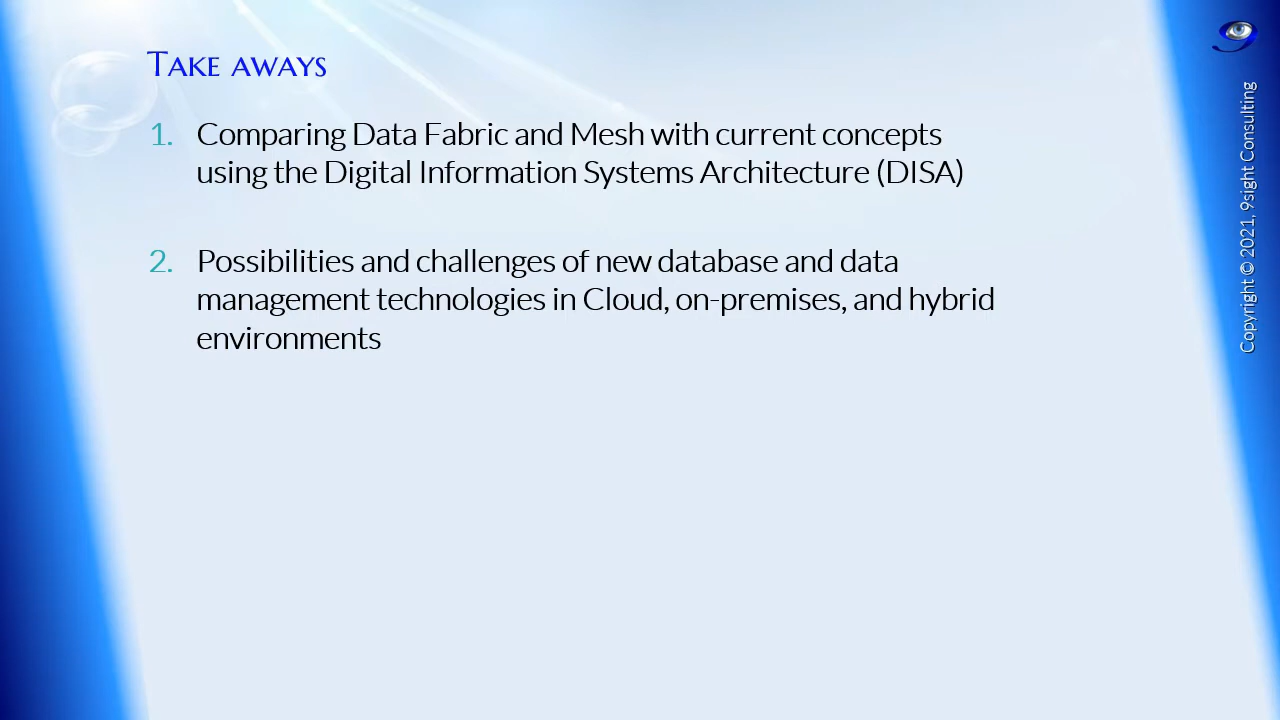 Take aways
1. Comparing Data Fabric and Mesh with current concepts
using the Digital Information Systems Architecture (DISA)
2. Possibilities and challenges of new database and data
management technologies in Cloud, on-premises, and hybrid
environments
Copyright © 2021, 9sight Consulting